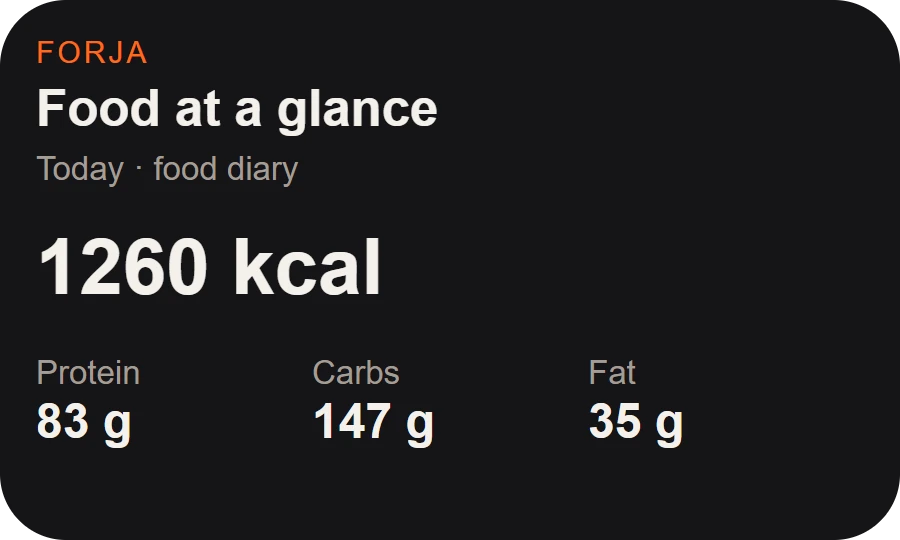 FORJA
Food at a glance
Today · food diary
1260 kcal
Protein Carbs Fat
83 g 147 g 35 g